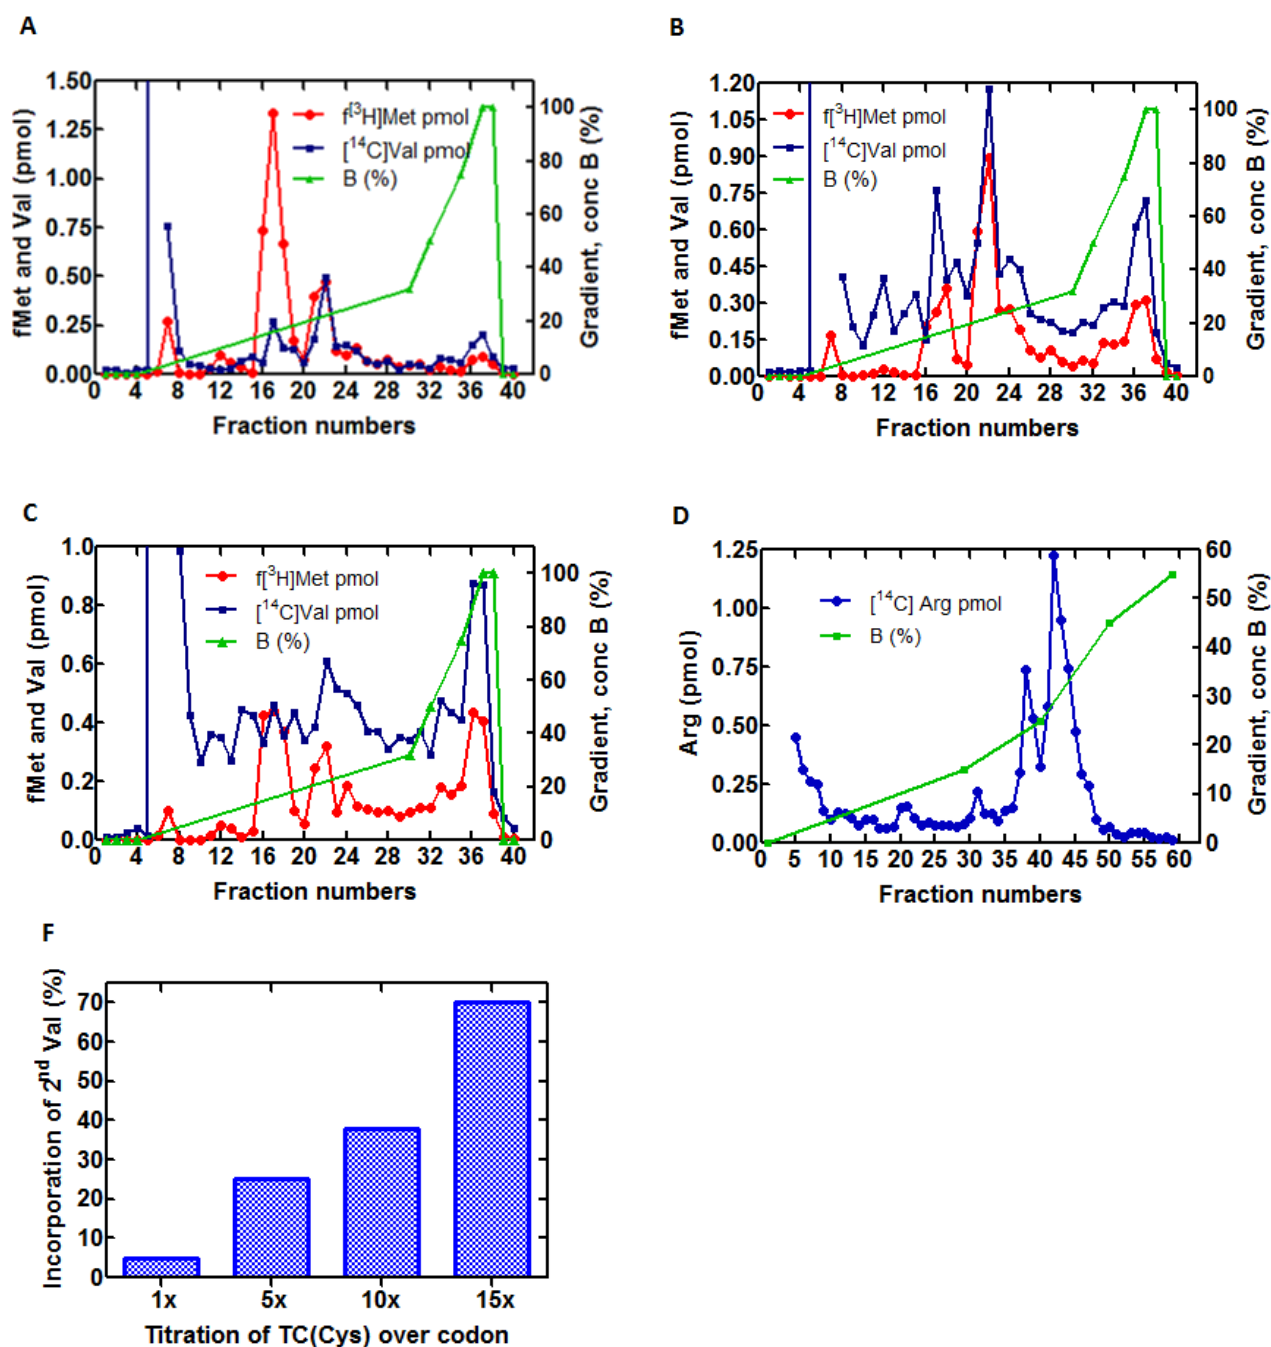 A
1.50
1.25
1.00
0.75
0.50
0.25
0.00
fMet and Val (pmol)
f[³H]Met pmol
[¹⁴C]Val pmol
B (%)
100
80
60
40
20
0
Gradient, conc B (%)
0 4 8 12 16 20 24 28 32 36 40
Fraction numbers
B
1.20
1.05
0.90
0.75
0.60
0.45
0.30
0.15
0.00
fMet and Val (pmol)
f[³H]Met pmol
[¹⁴C]Val pmol
B (%)
100
80
60
40
20
0
Gradient, conc B (%)
0 4 8 12 16 20 24 28 32 36 40
Fraction numbers
C
1.0
0.8
0.6
0.4
0.2
0.0
fMet and Val (pmol)
f[³H]Met pmol
[¹⁴C]Val pmol
B (%)
100
80
60
40
20
0
Gradient, conc B (%)
0 4 8 12 16 20 24 28 32 36 40
Fraction numbers
D
1.25
1.00
0.75
0.50
0.25
0.00
Arg (pmol)
[¹⁴C] Arg pmol
B (%)
60
50
40
30
20
10
0
Gradient, conc B (%)
0 5 10 15 20 25 30 35 40 45 50 55 60
Fraction numbers
F
70
60
50
40
30
20
10
0
Incorporation of 2ⁿᵈ Val (%)
1x 5x 10x 15x
Titration of TC(Cys) over codon